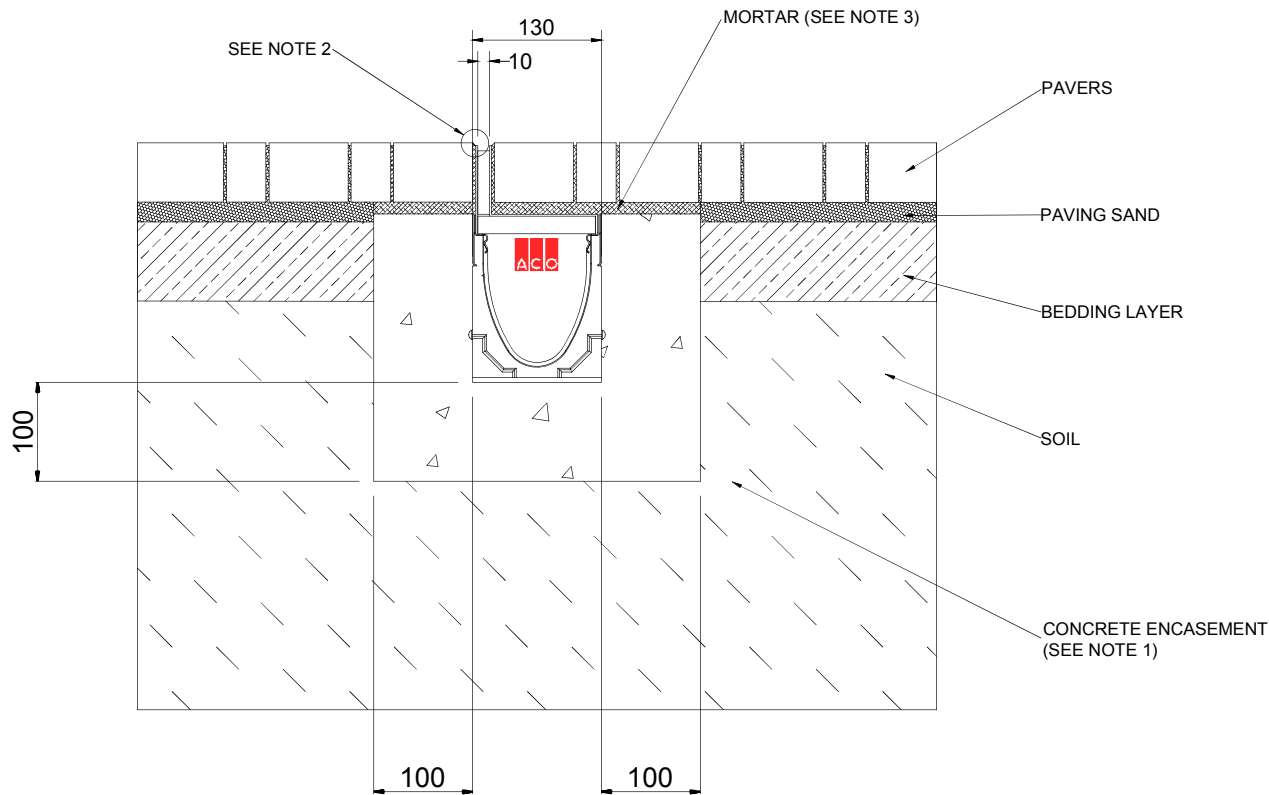 130
MORTAR (SEE NOTE 3)
SEE NOTE 2
10
PAVERS
PAVING SAND
ACO
BEDDING LAYER
100
SOIL
CONCRETE ENCASEMENT
(SEE NOTE 1)
100
100